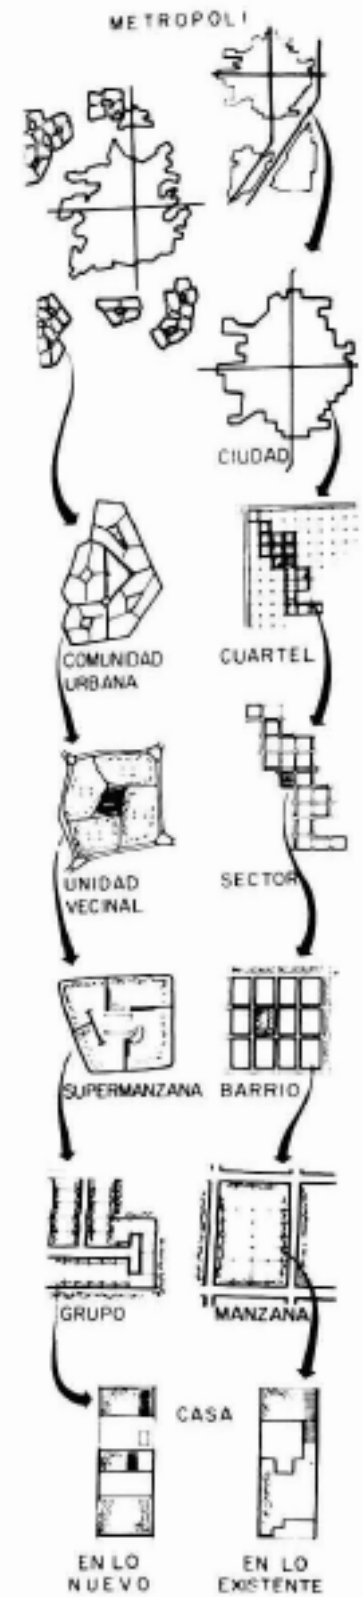 METROPOLI
CIUDAD
COMUNIDAD
URBANA
CUARTEL
UNIDAD
VECINAL
SECTOR
SUPERMANZANA
BARRIO
GRUPO
MANZANA
CASA
EN LO
NUEVO
EN LO
EXISTENTE